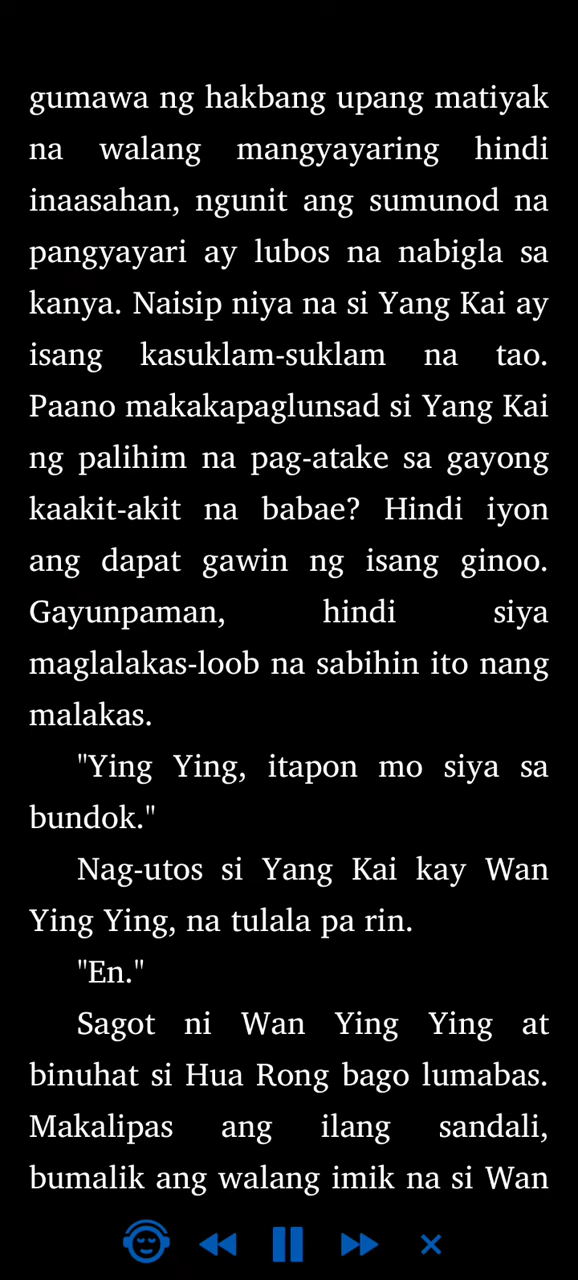 gumawa ng hakbang upang matiyak
na walang mangyayaring hindi
inaasahan, ngunit ang sumunod na
pangyayari ay lubos na nabigla sa
kanya. Naisip niya na si Yang Kai ay
isang kasuklam-suklam na tao.
Paano makakapaglunsad si Yang Kai
ng palihim na pag-atake sa gayong
kaakit-akit na babae? Hindi iyon
ang dapat gawin ng isang ginoo.
Gayunpaman, hindi siya
maglalakas-loob na sabihin ito nang
malakas.
"Ying Ying, itapon mo siya sa
bundok."
Nag-utos si Yang Kai kay Wan
Ying Ying, na tulala pa rin.
"En."
Sagot ni Wan Ying Ying at
binuhat si Hua Rong bago lumabas.
Makalipas ang ilang sandali,
bumalik ang walang imik na si Wan